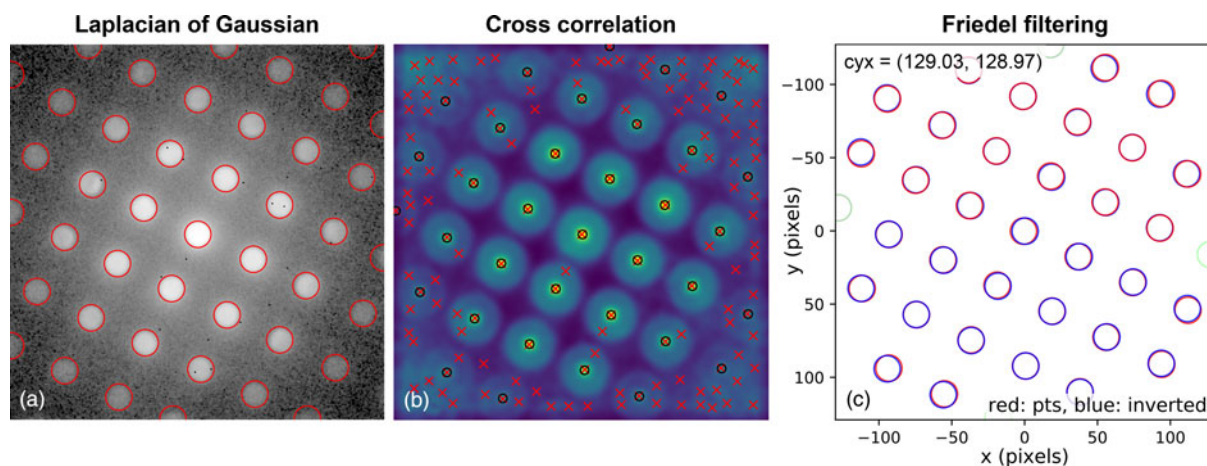 Laplacian of Gaussian
Cross correlation
Friedel filtering
(a)
(b)
(c)
cyx = (129.03, 128.97)
red: pts, blue: inverted
y (pixels)
−100
−50
0
50
100
−100
−50
0
50
100
x (pixels)